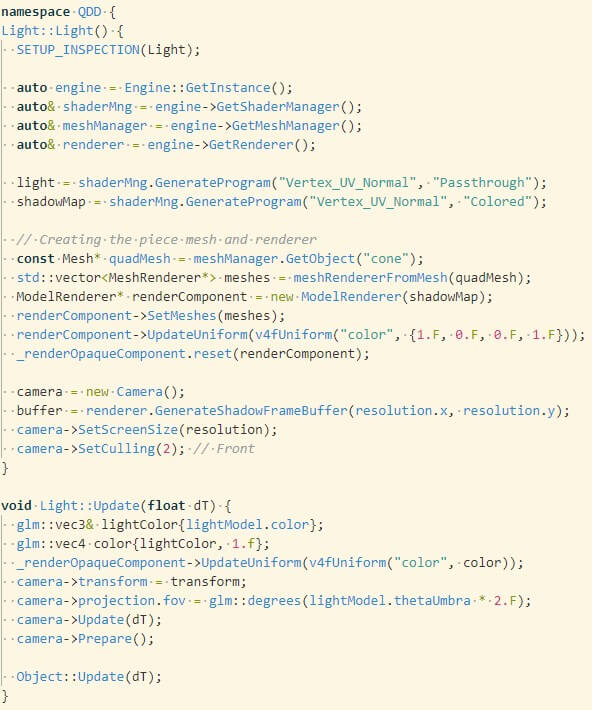 namespace QDD {
Light::Light() {
  SETUP_INSPECTION(Light);

  auto engine = Engine::GetInstance();
  auto& shaderMng = engine->GetShaderManager();
  auto& meshManager = engine->GetMeshManager();
  auto& renderer = engine->GetRenderer();

  light = shaderMng.GenerateProgram("Vertex_UV_Normal", "Passthrough");
  shadowMap = shaderMng.GenerateProgram("Vertex_UV_Normal", "Colored");

  // Creating the piece mesh and renderer
  const Mesh* quadMesh = meshManager.GetObject("cone");
  std::vector<MeshRenderer*> meshes = meshRendererFromMesh(quadMesh);
  ModelRenderer* renderComponent = new ModelRenderer(shadowMap);
  renderComponent->SetMeshes(meshes);
  renderComponent->UpdateUniform(v4fUniform("color", {1.F, 0.F, 0.F, 1.F}));
  _renderOpaqueComponent.reset(renderComponent);

  camera = new Camera();
  buffer = renderer.GenerateShadowFrameBuffer(resolution.x, resolution.y);
  camera->SetScreenSize(resolution);
  camera->SetCulling(2); // Front
}

void Light::Update(float dT) {
  glm::vec3& lightColor{lightModel.color};
  glm::vec4 color{lightColor, 1.f};
  _renderOpaqueComponent->UpdateUniform(v4fUniform("color", color));
  camera->transform = transform;
  camera->projection.fov = glm::degrees(lightModel.thetaUmbra * 2.F);
  camera->Update(dT);
  camera->Prepare();

  Object::Update(dT);
}